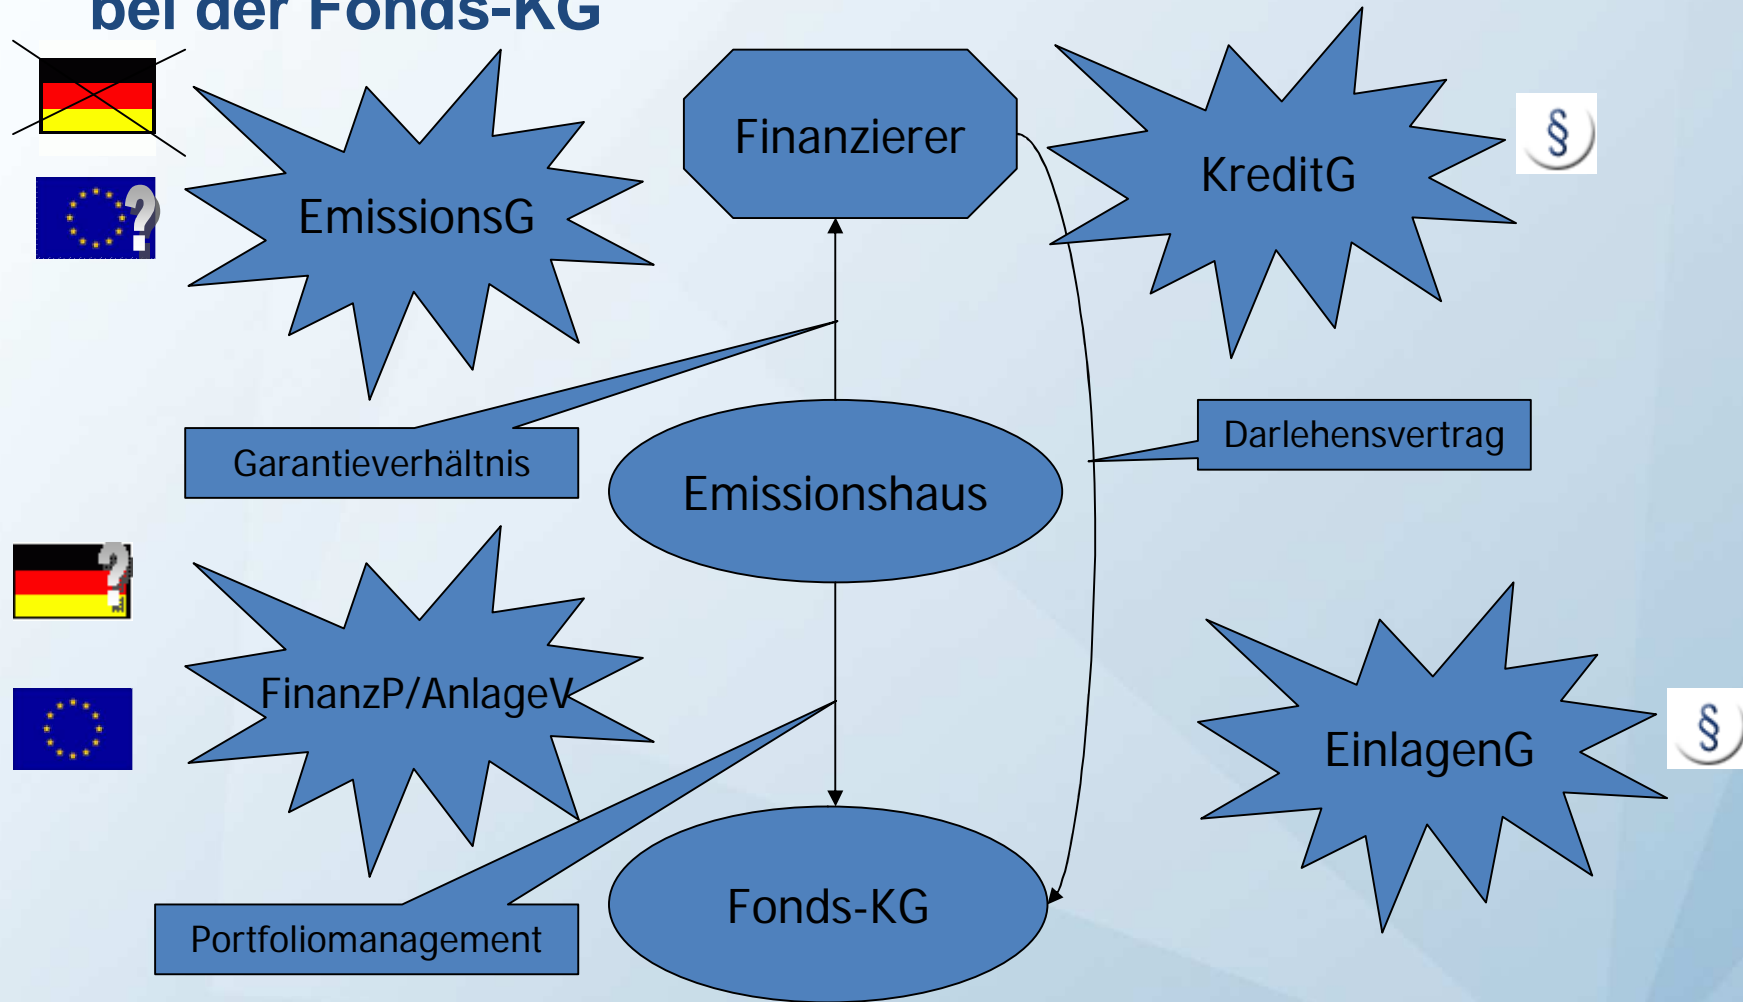 bei der Fonds-KG
Finanzierer
KreditG
§
EmissionsG
?
Garantieverhältnis
Darlehensvertrag
Emissionshaus
?
FinanzP/AnlageV
EinlagenG
§
Fonds-KG
Portfoliomanagement